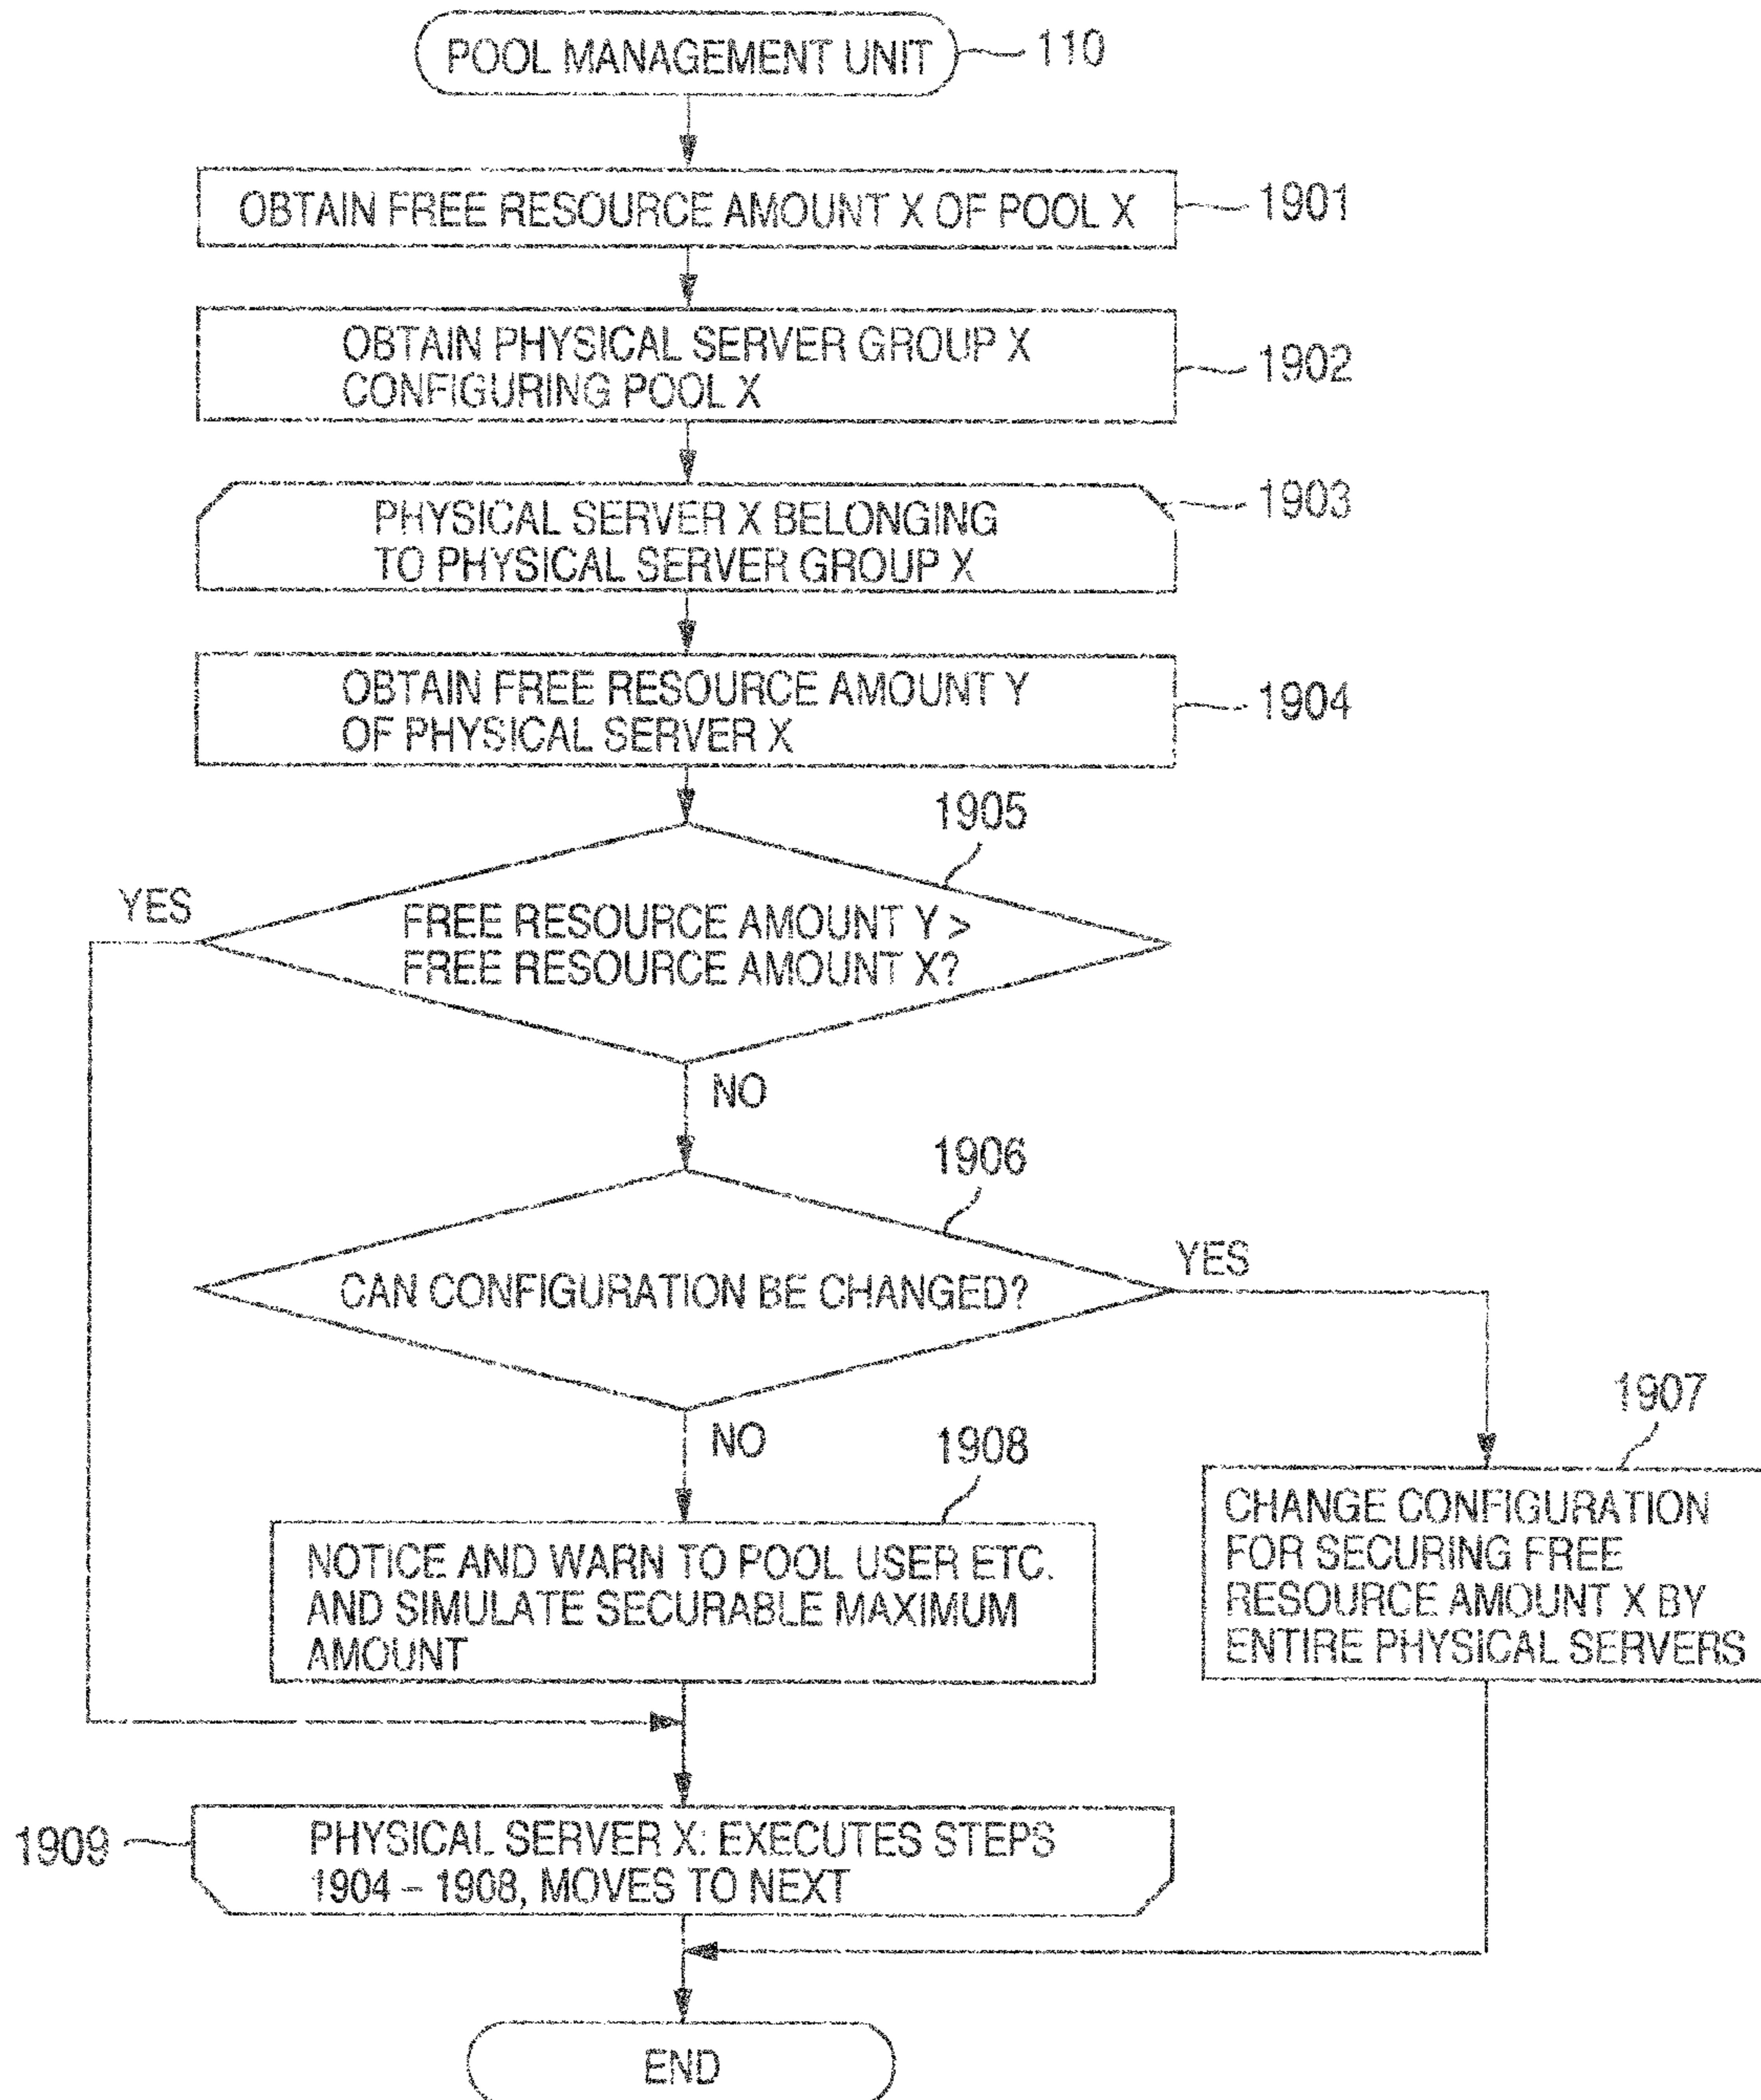 POOL MANAGEMENT UNIT
110
OBTAIN FREE RESOURCE AMOUNT X OF POOL X
1901
OBTAIN PHYSICAL SERVER GROUP X
CONFIGURING POOL X
1902
PHYSICAL SERVER X BELONGING
TO PHYSICAL SERVER GROUP X
1903
OBTAIN FREE RESOURCE AMOUNT Y
OF PHYSICAL SERVER X
1904
1905
YES
FREE RESOURCE AMOUNT Y >
FREE RESOURCE AMOUNT X?
NO
1906
YES
CAN CONFIGURATION BE CHANGED?
1907
NO
1908
CHANGE CONFIGURATION
FOR SECURING FREE
RESOURCE AMOUNT X BY
ENTIRE PHYSICAL SERVERS
NOTICE AND WARN TO POOL USER ETC.
AND SIMULATE SECURABLE MAXIMUM
AMOUNT
1909
PHYSICAL SERVER X: EXECUTES STEPS
1904 – 1908, MOVES TO NEXT
END